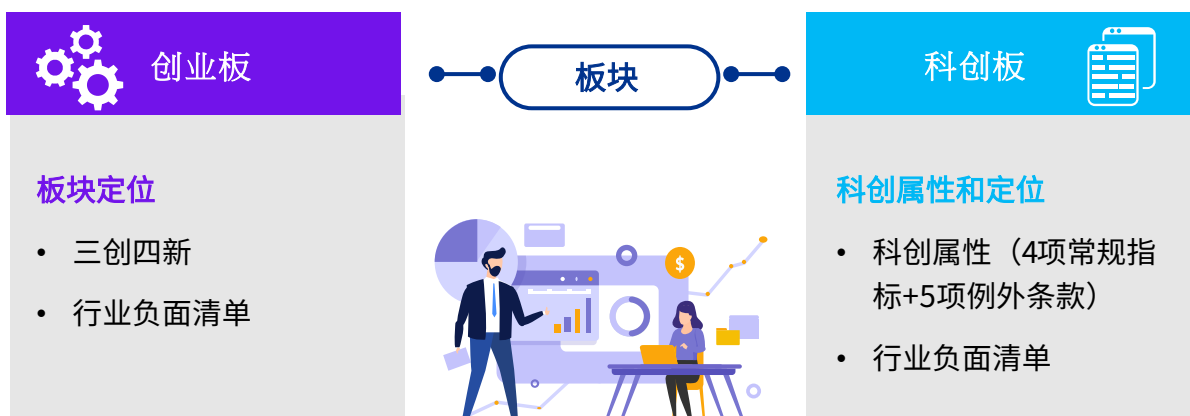 创业板
板块
科创板
板块定位
• 三创四新
• 行业负面清单
$
科创属性和定位
• 科创属性（4项常规指
标+5项例外条款）
• 行业负面清单